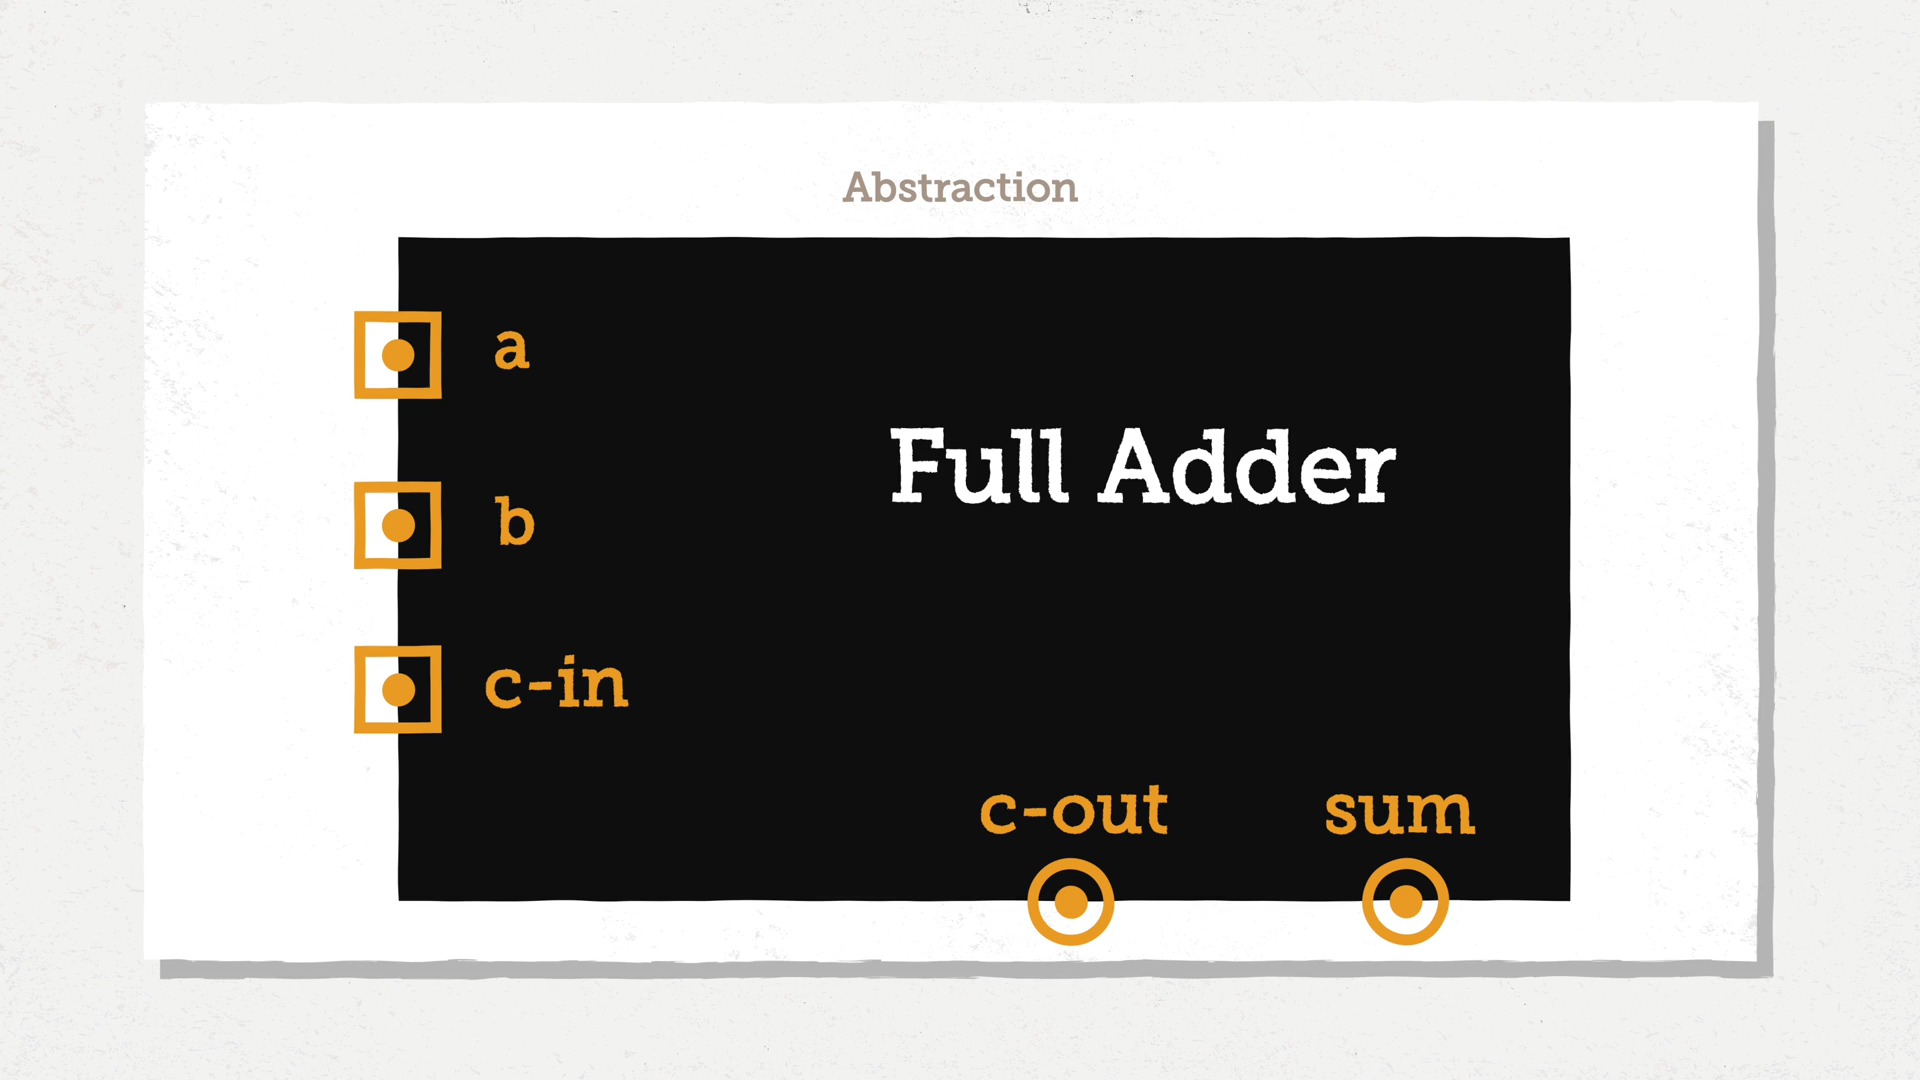 Abstraction
a
Full Adder
b
c-in
c-out
sum